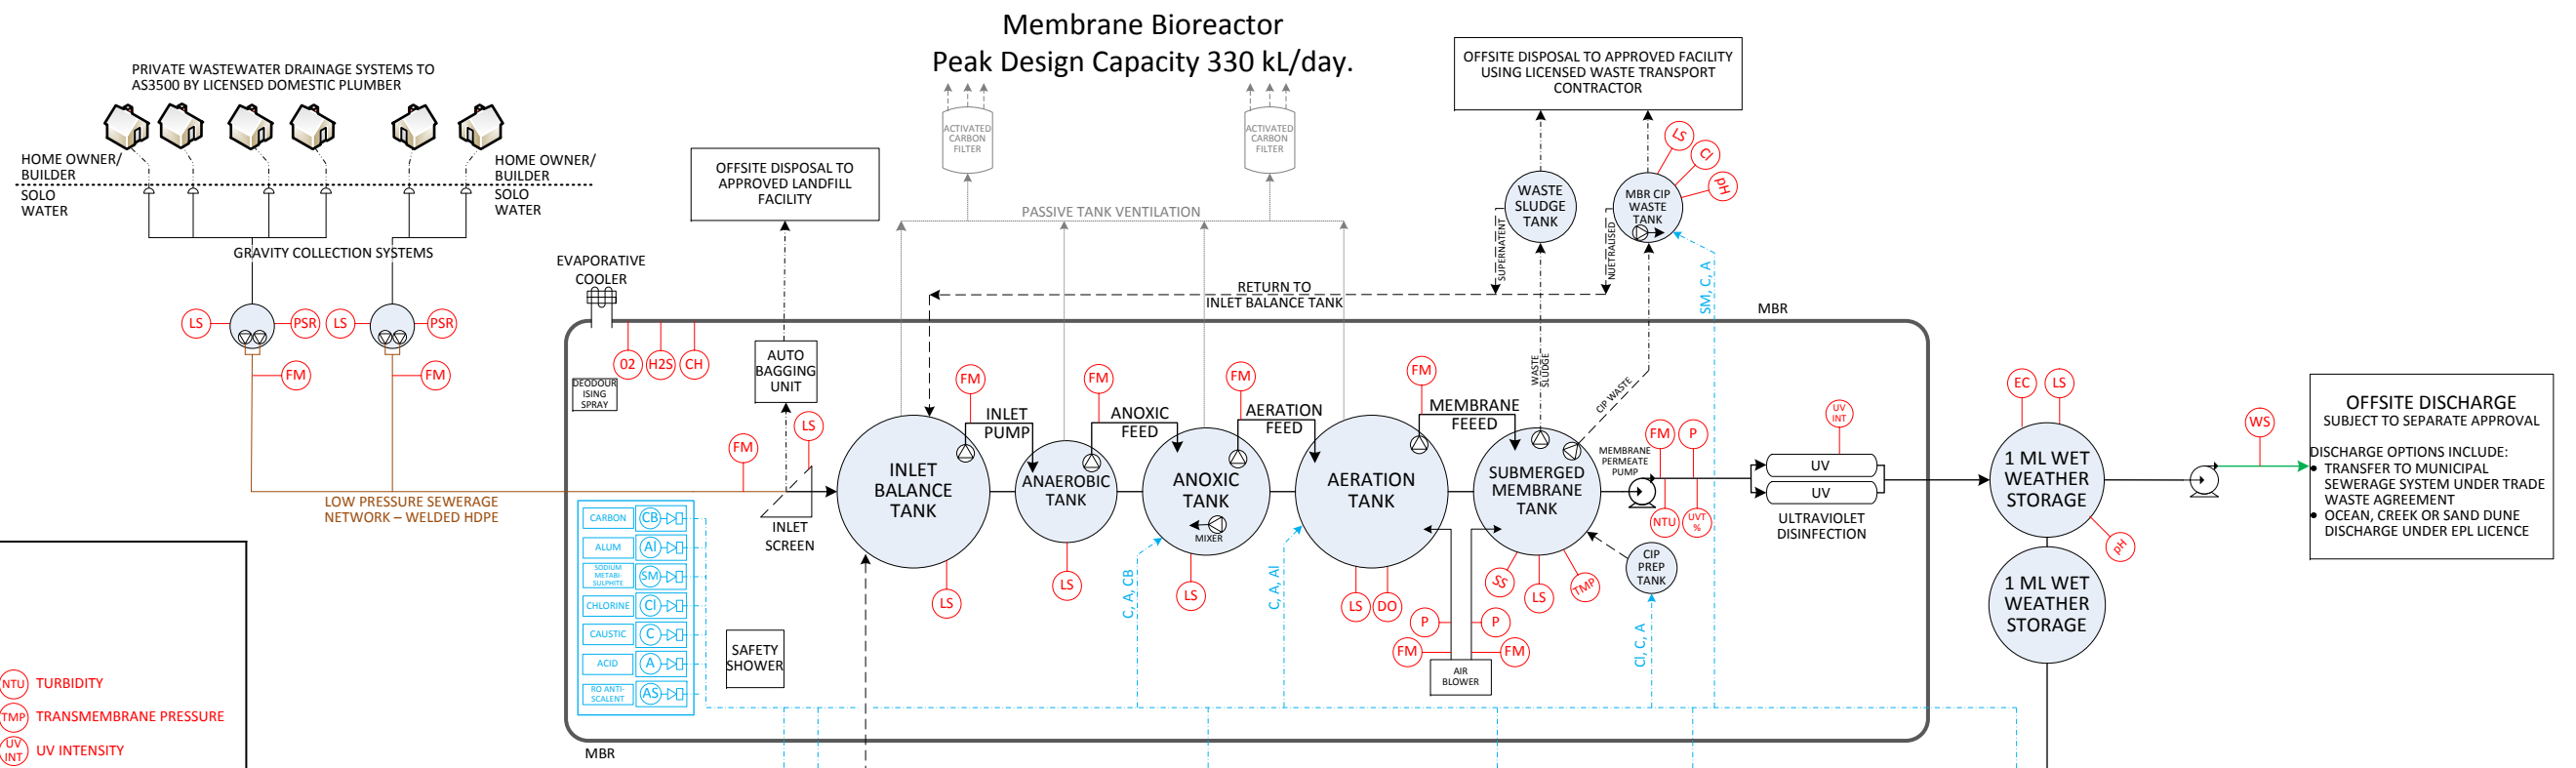 Membrane Bioreactor
Peak Design Capacity 330 kL/day.
PRIVATE WASTEWATER DRAINAGE SYSTEMS TO
AS3500 BY LICENSED DOMESTIC PLUMBER
HOME OWNER/
BUILDER
SOLO
WATER
HOME OWNER/
BUILDER
SOLO
WATER
GRAVITY COLLECTION SYSTEMS
LS
PSR
LS
PSR
FM
FM
LOW PRESSURE SEWERAGE
NETWORK – WELDED HDPE
NTU TURBIDITY
TMP TRANSMEMBRANE PRESSURE
UV
INT
UV INTENSITY
OFFSITE DISPOSAL TO
APPROVED LANDFILL
FACILITY
ACTIVATED
CARBON
FILTER
ACTIVATED
CARBON
FILTER
PASSIVE TANK VENTILATION
OFFSITE DISPOSAL TO APPROVED FACILITY
USING LICENSED WASTE TRANSPORT
CONTRACTOR
WASTE
SLUDGE
TANK
MBR CIP
WASTE
TANK
LS
Cl
pH
SUPERNATENT
NUETRALISED
RETURN TO
INLET BALANCE TANK
SM, C, A
MBR
EVAPORATIVE
COOLER
02
H2S
CH
DEODOUR
ISING
SPRAY
AUTO
BAGGING
UNIT
FM
LS
INLET
SCREEN
INLET
BALANCE
TANK
LS
FM
INLET
PUMP
ANAEROBIC
TANK
LS
FM
ANOXIC
FEED
ANOXIC
TANK
MIXER
LS
C, A, CB
FM
AERATION
FEED
AERATION
TANK
LS
DO
C, A, Al
FM
MEMBRANE
FEEED
WASTE
SLUDGE
CIP WASTE
SUBMERGED
MEMBRANE
TANK
SS
LS
TMP
P
P
FM
FM
AIR
BLOWER
CIP
PREP
TANK
Cl, C, A
MEMBRANE
PERMEATE
PUMP
FM
P
NTU
UVT
%
UV
INT
UV
UV
ULTRAVIOLET
DISINFECTION
CARBON CB
ALUM Al
SODIUM
METABI-
SULPHITE
SM
CHLORINE Cl
CAUSTIC C
ACID A
RO ANTI-
SCALENT
AS
SAFETY
SHOWER
MBR
EC
LS
1 ML WET
WEATHER
STORAGE
pH
1 ML WET
WEATHER
STORAGE
WS
OFFSITE DISCHARGE
SUBJECT TO SEPARATE APPROVAL
DISCHARGE OPTIONS INCLUDE:
• TRANSFER TO MUNICIPAL
SEWERAGE SYSTEM UNDER TRADE
WASTE AGREEMENT
• OCEAN, CREEK OR SAND DUNE
DISCHARGE UNDER EPL LICENCE